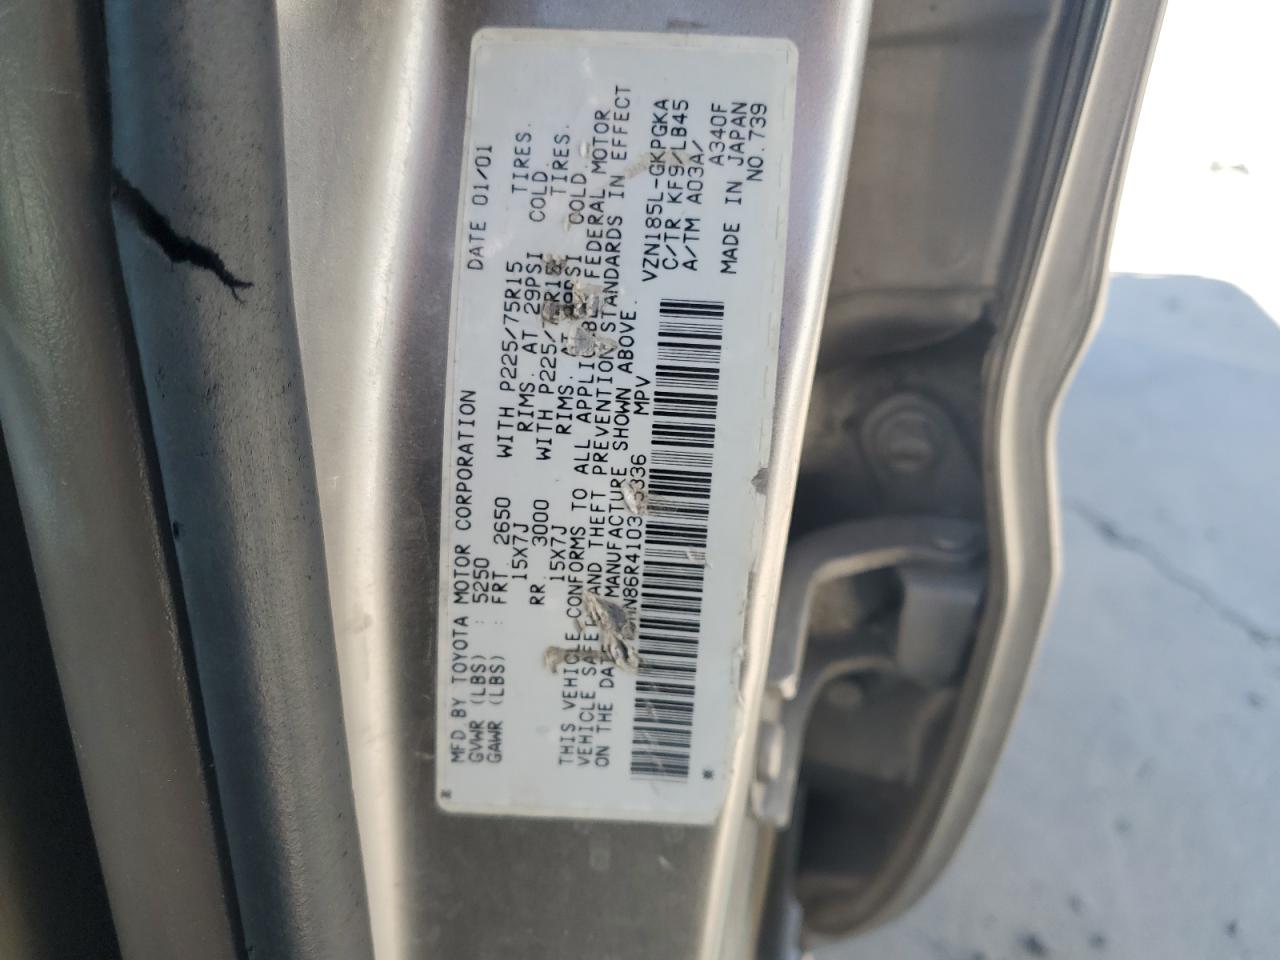 MFD. BY TOYOTA MOTOR CORPORATION DATE 01/01
GVWR (LBS) : 5250
GAWR (LBS) : FRT. 2650 WITH P225/75R15 TIRES.
15X7J RIMS. AT 29PSI COLD
RR. 3000 WITH TIRES.
15X7J RIMS. COLD.
THIS VEHICLE CONFORMS TO ALL FEDERAL MOTOR
VEHICLE AND THEFT PREVENTION STANDARDS IN EFFECT
ON THE MANUFACTURE SHOWN ABOVE.
MPV
VZN185L-GKPGKA
C/TR KF9/LB45
A/TM A03A/
A340F
MADE IN JAPAN
NO.739